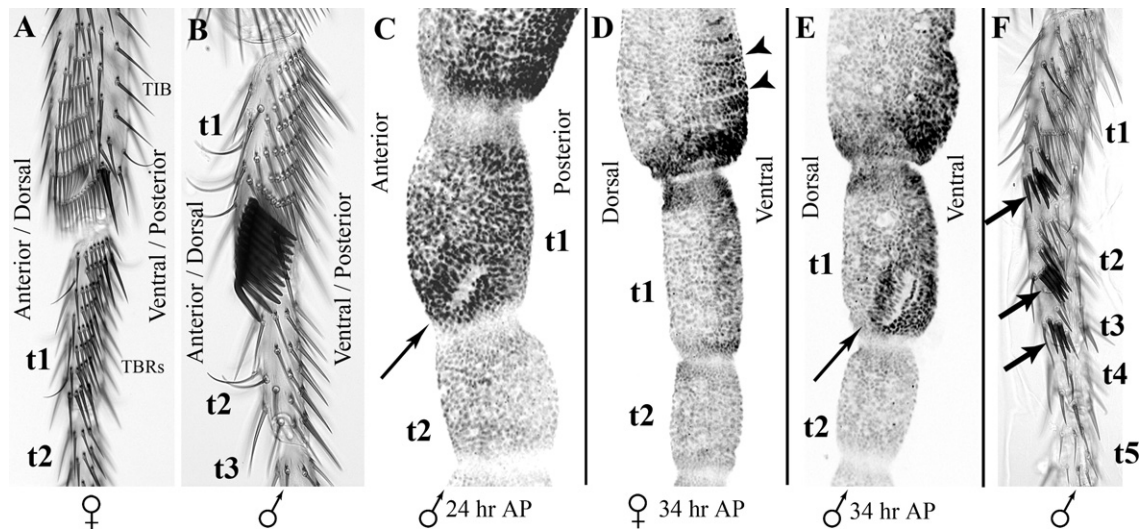 A
TIB
Anterior / Dorsal
Ventral / Posterior
t1
TBRs
t2
♀
B
t1
Anterior / Dorsal
Ventral / Posterior
t2
t3
♂
C
Anterior
Posterior
t1
t2
♂ 24 hr AP
D
Dorsal
Ventral
t1
t2
♀ 34 hr AP
E
Dorsal
Ventral
t1
t2
♂ 34 hr AP
F
t1
t2
t3
t4
t5
♂